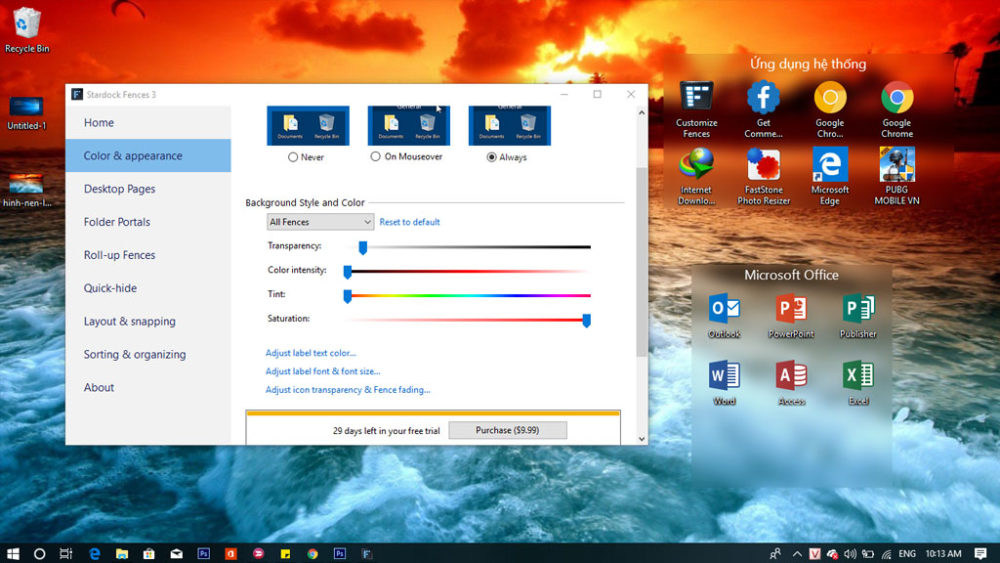 Recycle Bin
Untitled-1
hinh-nen-l...
Stardock Fences 3
Home
Color & appearance
Desktop Pages
Folder Portals
Roll-up Fences
Quick-hide
Layout & snapping
Sorting & organizing
About
General
General
Documents Recycle Bin
Documents Recycle Bin
Documents Recycle Bin
Never
On Mouseover
Always
Background Style and Color
All Fences
Reset to default
Transparency:
Color intensity:
Tint:
Saturation:
Adjust label text color...
Adjust label font & font size...
Adjust icon transparency & Fence fading...
29 days left in your free trial
Purchase ($9.99)
Ứng dụng hệ thống
Customize Fences
Get Comme...
Google Chro...
Google Chrome
Internet Downlo...
FastStone Photo Resizer
Microsoft Edge
PUBG MOBILE VN
Microsoft Office
Outlook
PowerPoint
Publisher
Word
Access
Excel
ENG
10:13 AM